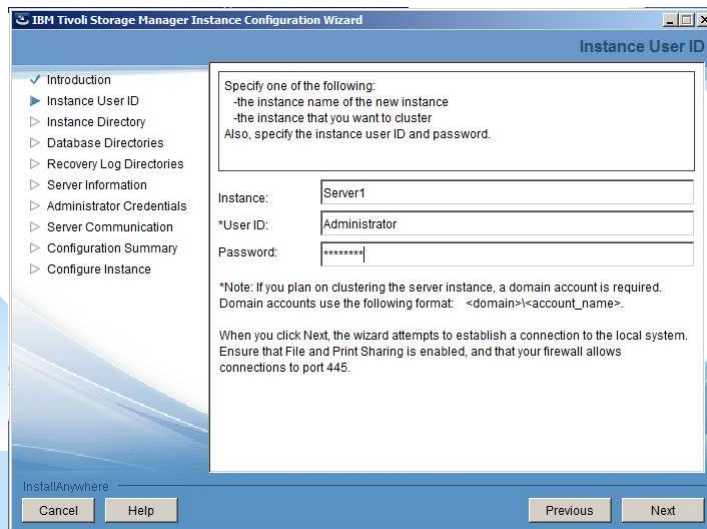 IBM Tivoli Storage Manager Instance Configuration Wizard
Instance User ID
Introduction
Instance User ID
Instance Directory
Database Directories
Recovery Log Directories
Server Information
Administrator Credentials
Server Communication
Configuration Summary
Configure Instance
Specify one of the following:
-the instance name of the new instance
-the instance that you want to cluster
Also, specify the instance user ID and password.
Instance: Server1
*User ID: Administrator
Password: ********
*Note: If you plan on clustering the server instance, a domain account is required.
Domain accounts use the following format: <domain>\<account_name>.
When you click Next, the wizard attempts to establish a connection to the local system.
Ensure that File and Print Sharing is enabled, and that your firewall allows
connections to port 445.
InstallAnywhere
Cancel Help Previous Next